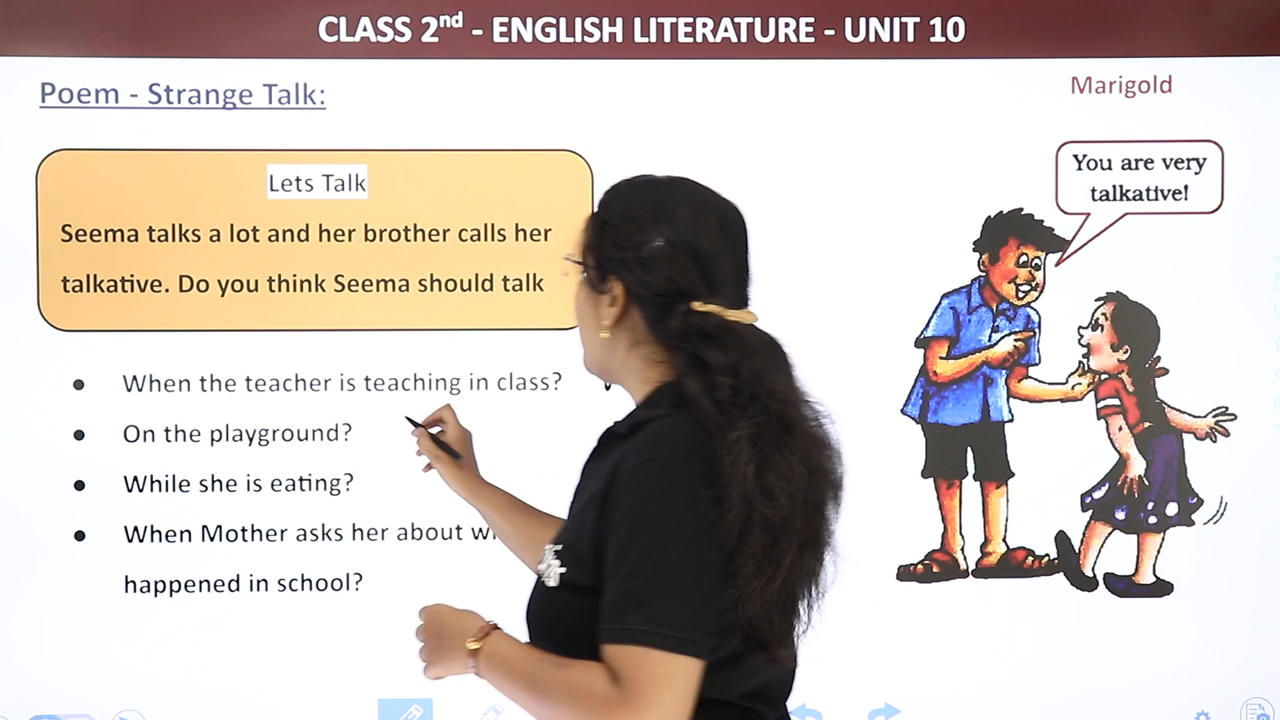 CLASS 2nd - ENGLISH LITERATURE - UNIT 10
Poem - Strange Talk:
Marigold
Lets Talk
Seema talks a lot and her brother calls her
talkative. Do you think Seema should talk
You are very
talkative!
● When the teacher is teaching in class?
● On the playground?
● While she is eating?
● When Mother asks her about
happened in school?